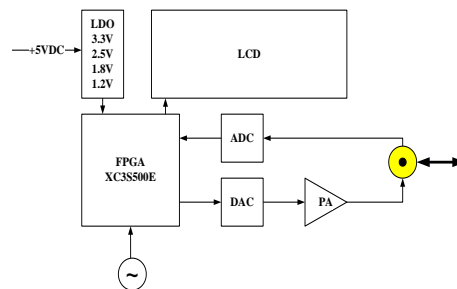 LDO
3.3V
2.5V
1.8V
1.2V
+5VDC
LCD
FPGA
XC3S500E
ADC
DAC
PA
~